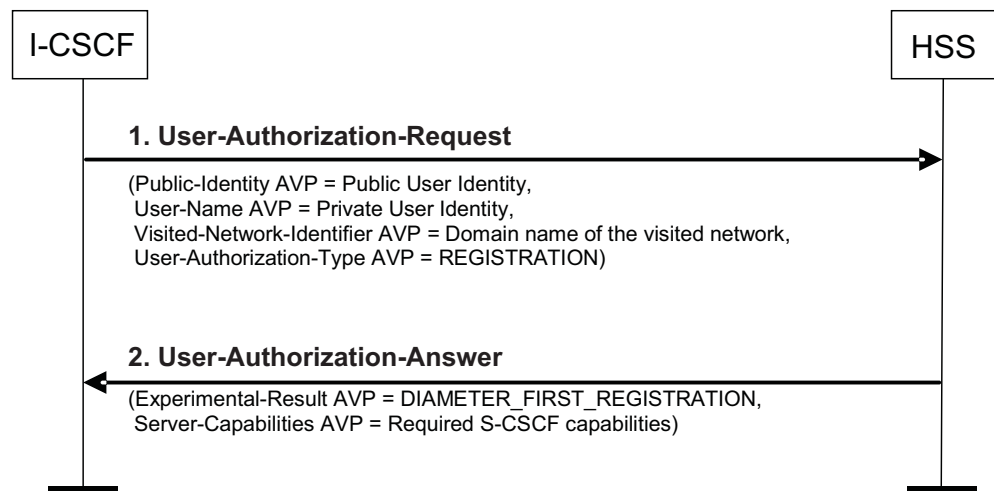 I-CSCF
HSS
1. User-Authorization-Request
(Public-Identity AVP = Public User Identity,
User-Name AVP = Private User Identity,
Visited-Network-Identifier AVP = Domain name of the visited network,
User-Authorization-Type AVP = REGISTRATION)
2. User-Authorization-Answer
(Experimental-Result AVP = DIAMETER_FIRST_REGISTRATION,
Server-Capabilities AVP = Required S-CSCF capabilities)